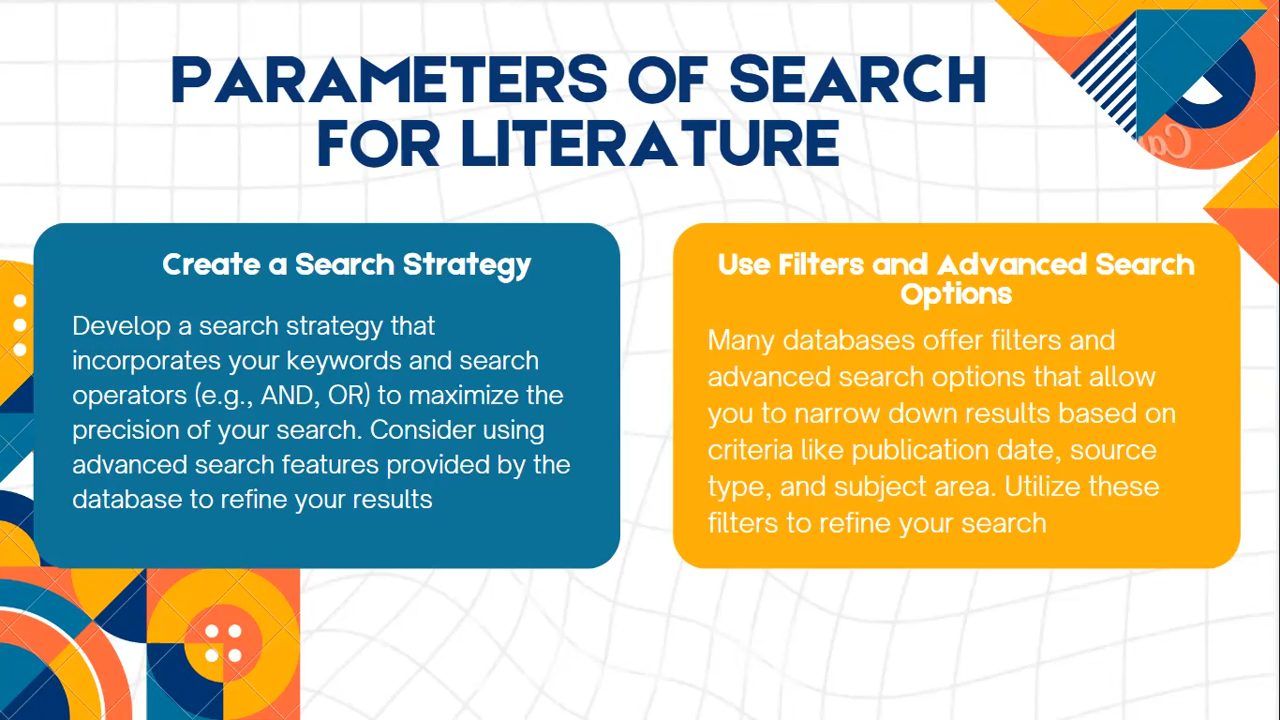 PARAMETERS OF SEARCH
FOR LITERATURE
Create a Search Strategy
Develop a search strategy that
incorporates your keywords and search
operators (e.g., AND, OR) to maximize the
precision of your search. Consider using
advanced search features provided by the
database to refine your results
Use Filters and Advanced Search
Options
Many databases offer filters and
advanced search options that allow
you to narrow down results based on
criteria like publication date, source
type, and subject area. Utilize these
filters to refine your search